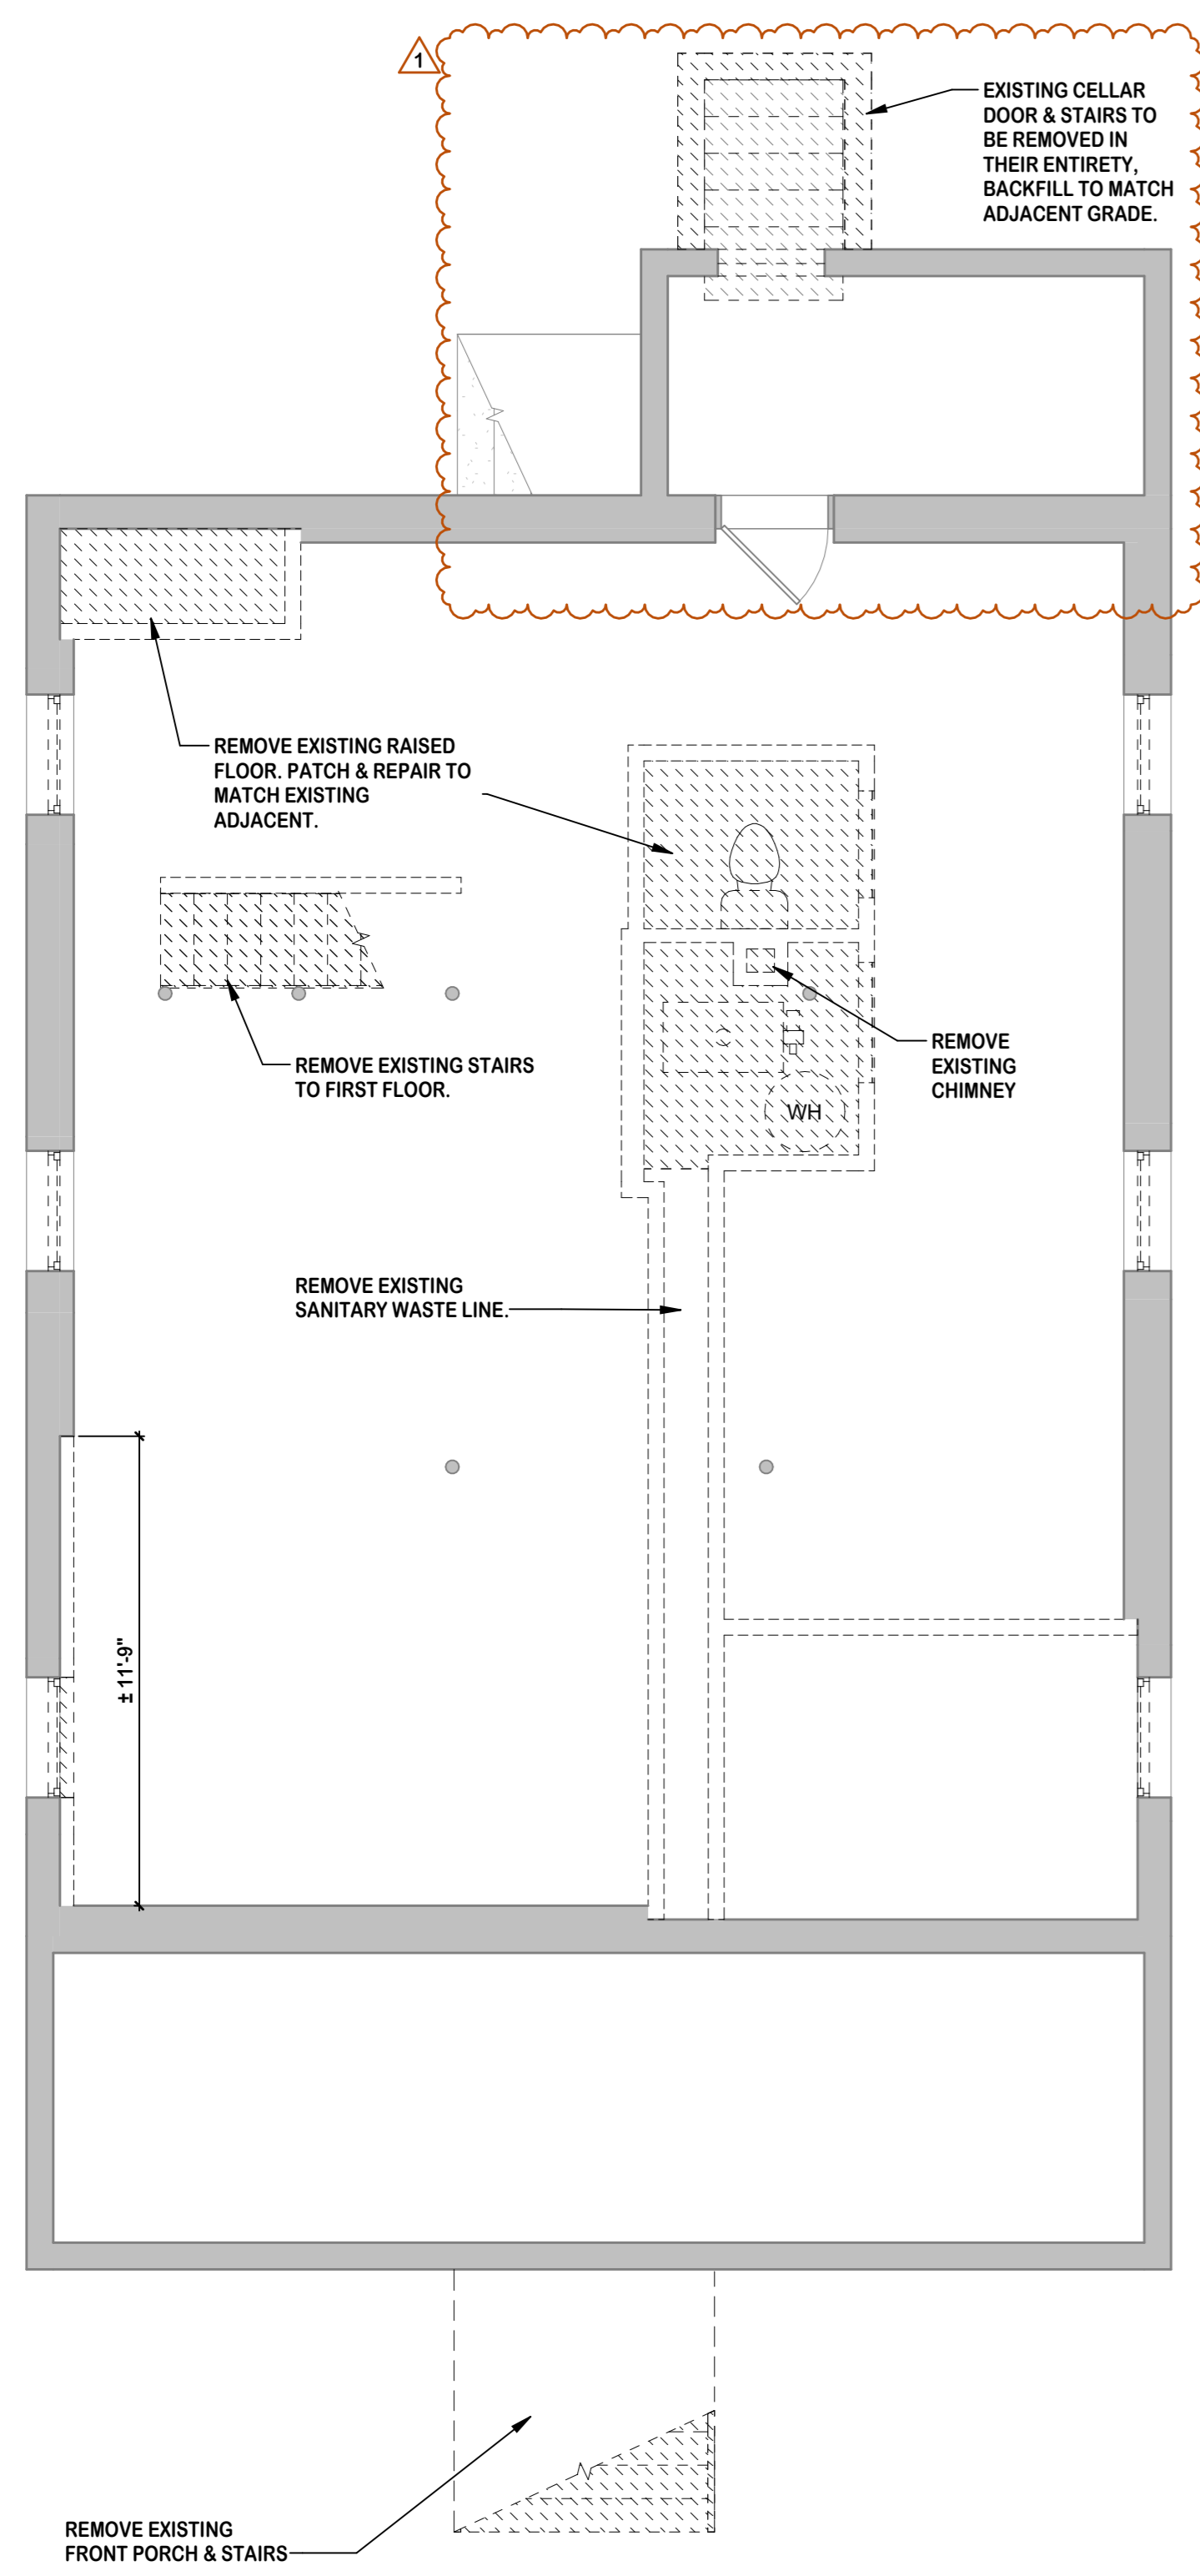 1
EXISTING CELLAR
DOOR & STAIRS TO
BE REMOVED IN
THEIR ENTIRETY,
BACKFILL TO MATCH
ADJACENT GRADE.
REMOVE EXISTING RAISED
FLOOR. PATCH & REPAIR TO
MATCH EXISTING
ADJACENT.
REMOVE EXISTING STAIRS
TO FIRST FLOOR.
REMOVE
EXISTING
CHIMNEY
WH
REMOVE EXISTING
SANITARY WASTE LINE.
±11'-9"
REMOVE EXISTING
FRONT PORCH & STAIRS